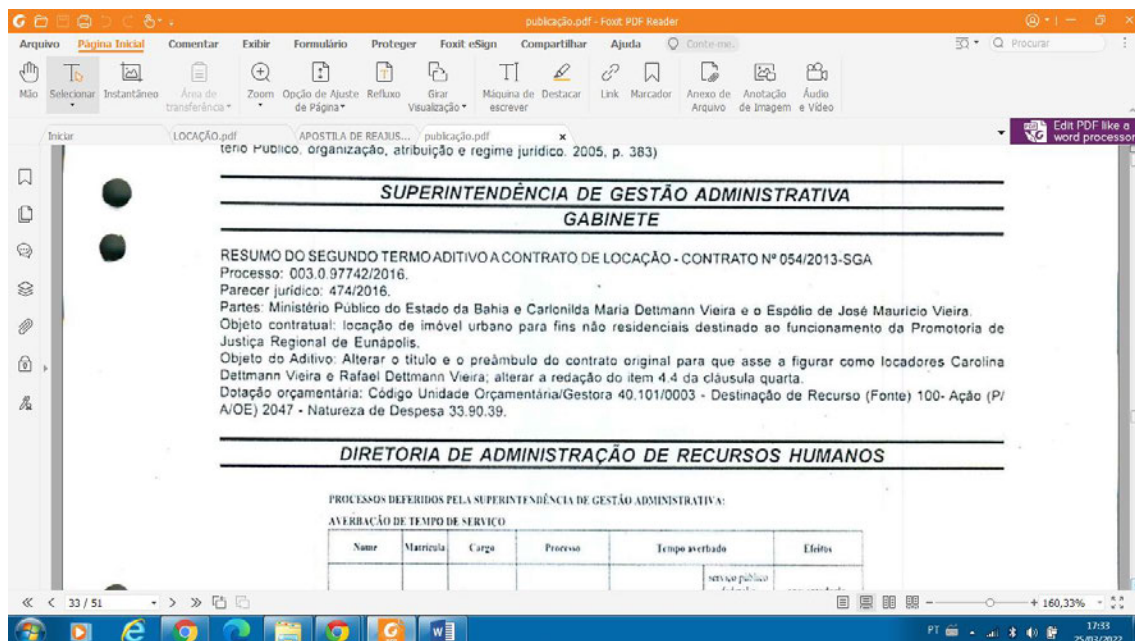 publicação.pdf - Foxit PDF Reader
Arquivo Página Inicial Comentar Exibir Formulário Proteger Foxit eSign Compartilhar Ajuda Conte-me. Procurar
Mão Selecionar Instantâneo Área de transferência Zoom Opção de Ajuste de Página Refluxo Girar Visualização Máquina de escrever Destacar Link Marcador Anexo de Arquivo Anotação de Imagem Áudio e Vídeo
Iniciar LOCAÇÃO.pdf APOSTILA DE REAJUS... publicação.pdf x
Edit PDF like a
word processor
tério Público, organização, atribuição e regime jurídico. 2005, p. 383)
SUPERINTENDÊNCIA DE GESTÃO ADMINISTRATIVA
GABINETE
RESUMO DO SEGUNDO TERMO ADITIVO A CONTRATO DE LOCAÇÃO - CONTRATO Nº 054/2013-SGA
Processo: 003.0.97742/2016.
Parecer jurídico: 474/2016.
Partes: Ministério Público do Estado da Bahia e Carlonilda Maria Dettmann Vieira e o Espólio de José Mauricio Vieira.
Objeto contratual: locação de imóvel urbano para fins não residenciais destinado ao funcionamento da Promotoria de
Justiça Regional de Eunápolis.
Objeto do Aditivo: Alterar o título e o preâmbulo do contrato original para que asse a figurar como locadores Carolina
Dettmann Vieira e Rafael Dettmann Vieira; alterar a redação do item 4.4 da cláusula quarta.
Dotação orçamentária: Código Unidade Orçamentária/Gestora 40.101/0003 - Destinação de Recurso (Fonte) 100- Ação (P/
A/OE) 2047 - Natureza de Despesa 33.90.39.
DIRETORIA DE ADMINISTRAÇÃO DE RECURSOS HUMANOS
PROCESSOS DEFERIDOS PELA SUPERINTENDÊNCIA DE GESTÃO ADMINISTRATIVA:
AVERBAÇÃO DE TEMPO DE SERVIÇO
Nome Matrícula Cargo Processo Tempo averbado Efeitos
serviço público
33 / 51 160,33%
PT 17:33
25/03/2022